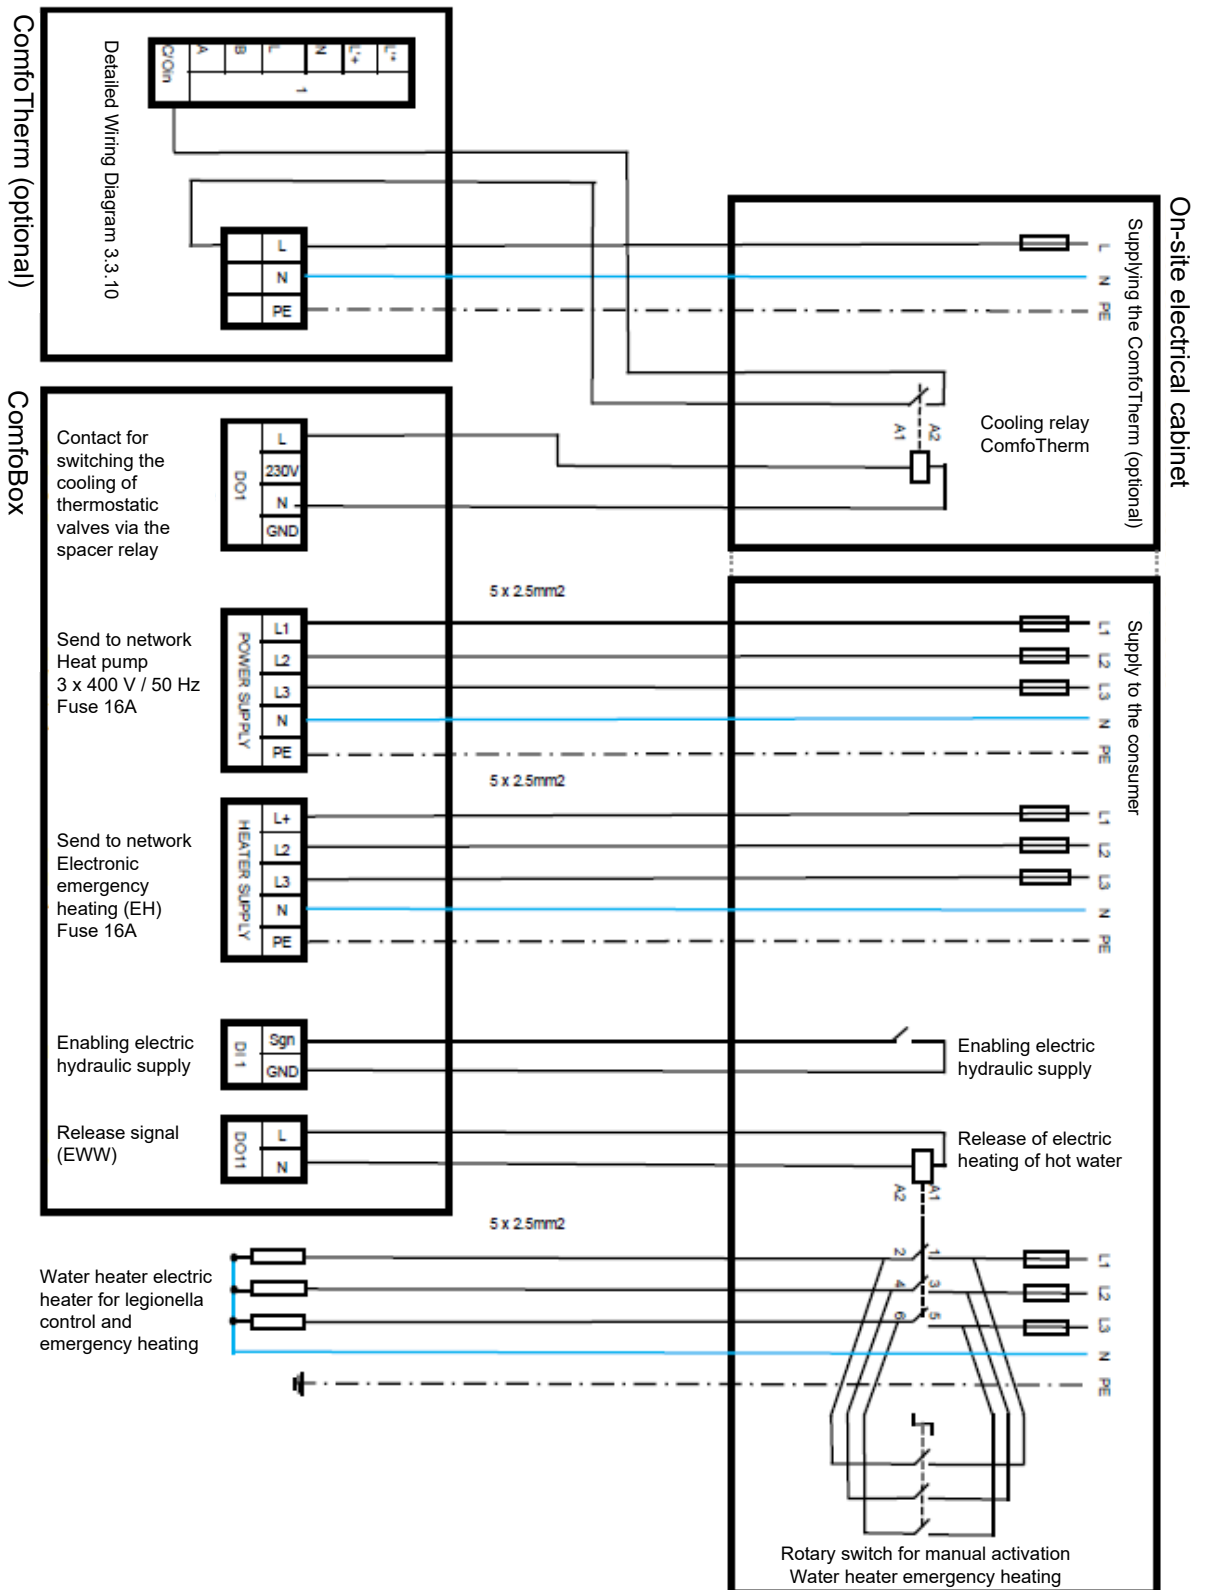 ComfoTherm (optional)
Detailed Wiring Diagram 3.3.10
C/Oin
A
B
L
N
L'+
L'*
1
L
N
PE
On-site electrical cabinet
Supplying the ComfoTherm (optional)
L
N
PE
Cooling relay
ComfoTherm
A1
A2
ComfoBox
Contact for
switching the
cooling of
thermostatic
valves via the
spacer relay
DO1
L
230V
N
GND
5 x 2.5mm2
Send to network
Heat pump
3 x 400 V / 50 Hz
Fuse 16A
POWER SUPPLY
L1
L2
L3
N
PE
Supply to the consumer
L1
L2
L3
N
PE
5 x 2.5mm2
Send to network
Electronic
emergency
heating (EH)
Fuse 16A
HEATER SUPPLY
L+
L2
L3
N
PE
L1
L2
L3
N
PE
Enabling electric
hydraulic supply
DI 1
Sgn
GND
Enabling electric
hydraulic supply
Release signal
(EWW)
DO11
L
N
Release of electric
heating of hot water
A2
A1
5 x 2.5mm2
Water heater electric
heater for legionella
control and
emergency heating
2
1
4
3
6
5
L1
L2
L3
N
PE
Rotary switch for manual activation
Water heater emergency heating